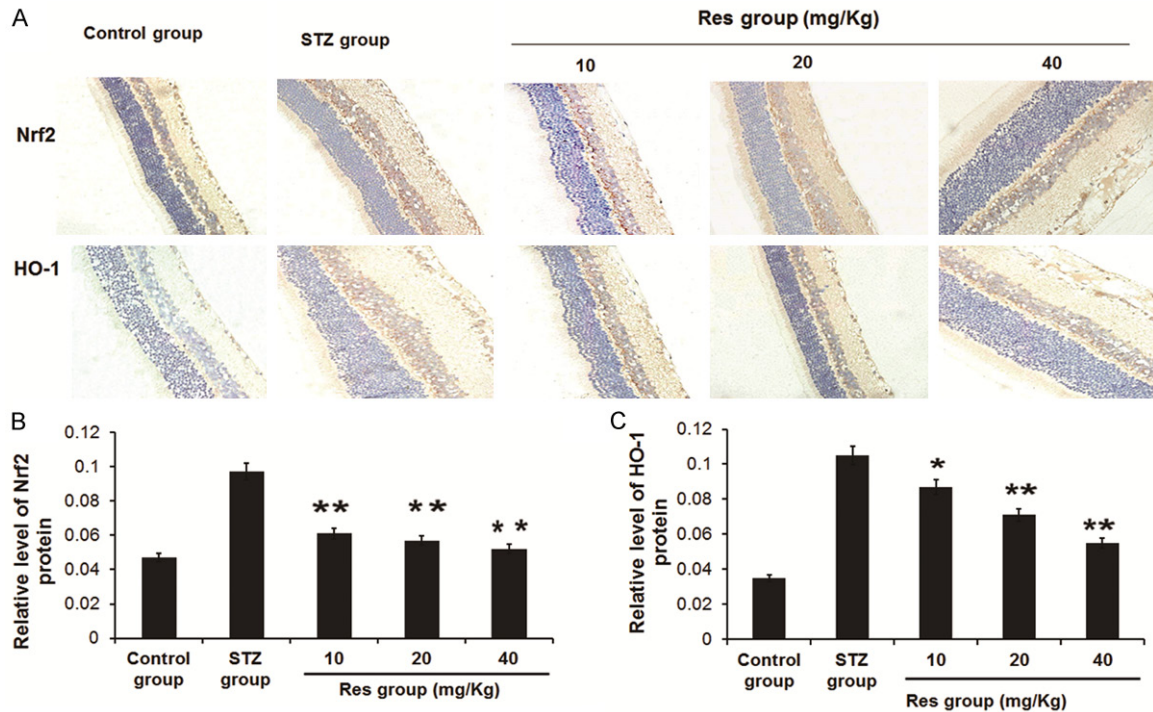 A
Control group
STZ group
Res group (mg/Kg)
10
20
40
Nrf2
HO-1
B
Relative level of Nrf2
protein
0.12
0.1
0.08
0.06
0.04
0.02
0
**
* *
* *
Control
group
STZ
group
10
20
40
Res group (mg/Kg)
C
Relative level of HO-1
protein
0.12
0.1
0.08
0.06
0.04
0.02
0
*
**
**
Control
group
STZ
group
10
20
40
Res group (mg/Kg)